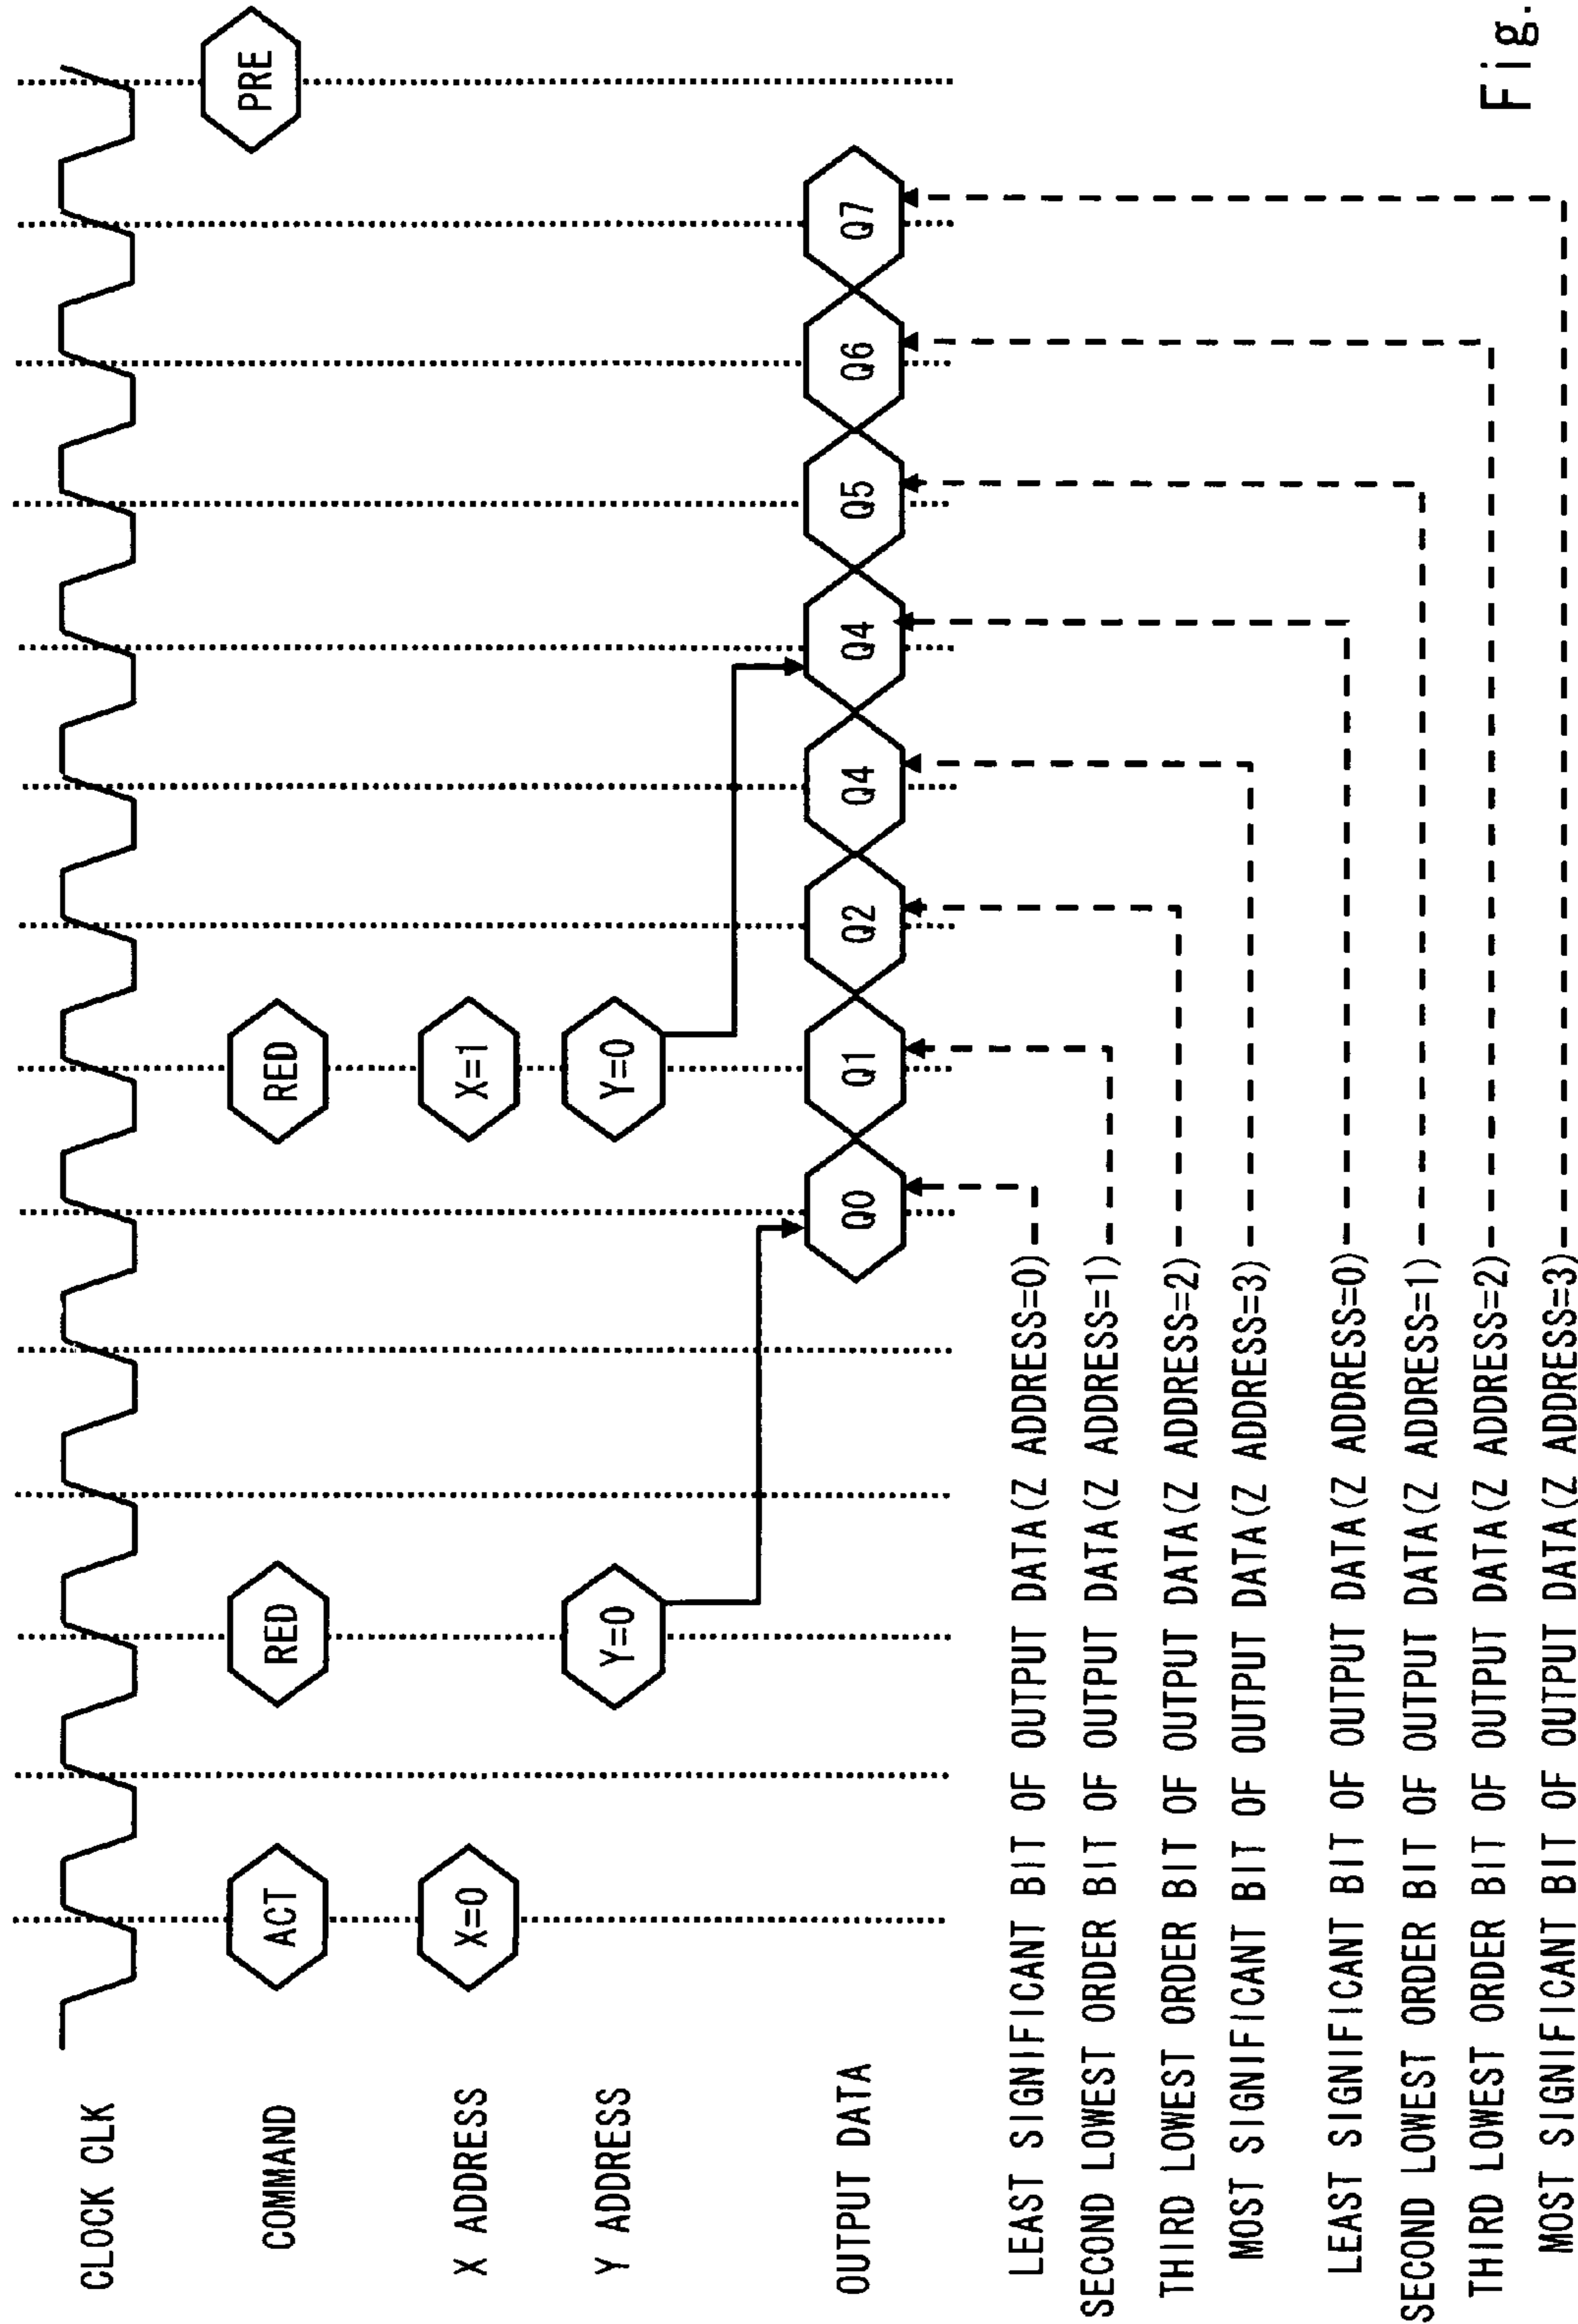 CLOCK CLK
COMMAND ACT RED RED PRE
X ADDRESS X=0 X=1
Y ADDRESS Y=0 Y=0
OUTPUT DATA Q0 Q1 Q2 Q4 Q4 Q5 Q6 Q7
LEAST SIGNIFICANT BIT OF OUTPUT DATA(Z ADDRESS=0)
SECOND LOWEST ORDER BIT OF OUTPUT DATA(Z ADDRESS=1)
THIRD LOWEST ORDER BIT OF OUTPUT DATA(Z ADDRESS=2)
MOST SIGNIFICANT BIT OF OUTPUT DATA(Z ADDRESS=3)
LEAST SIGNIFICANT BIT OF OUTPUT DATA(Z ADDRESS=0)
SECOND LOWEST ORDER BIT OF OUTPUT DATA(Z ADDRESS=1)
THIRD LOWEST ORDER BIT OF OUTPUT DATA(Z ADDRESS=2)
MOST SIGNIFICANT BIT OF OUTPUT DATA(Z ADDRESS=3)
Fig.